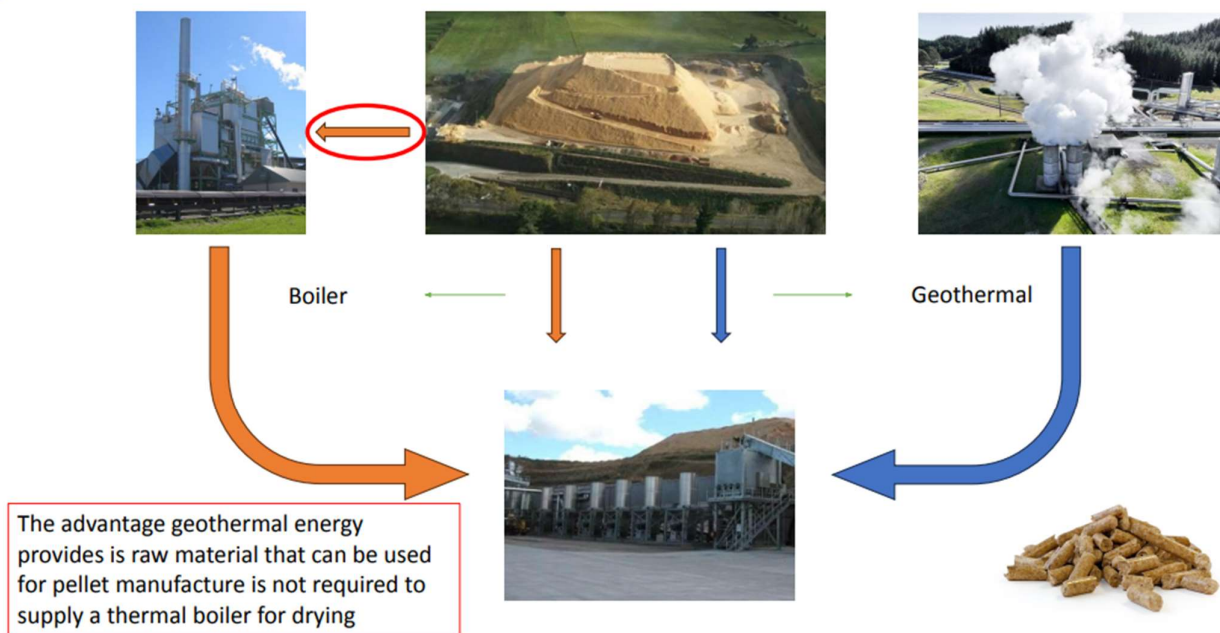 Boiler
Geothermal
The advantage geothermal energy
provides is raw material that can be used
for pellet manufacture is not required to
supply a thermal boiler for drying